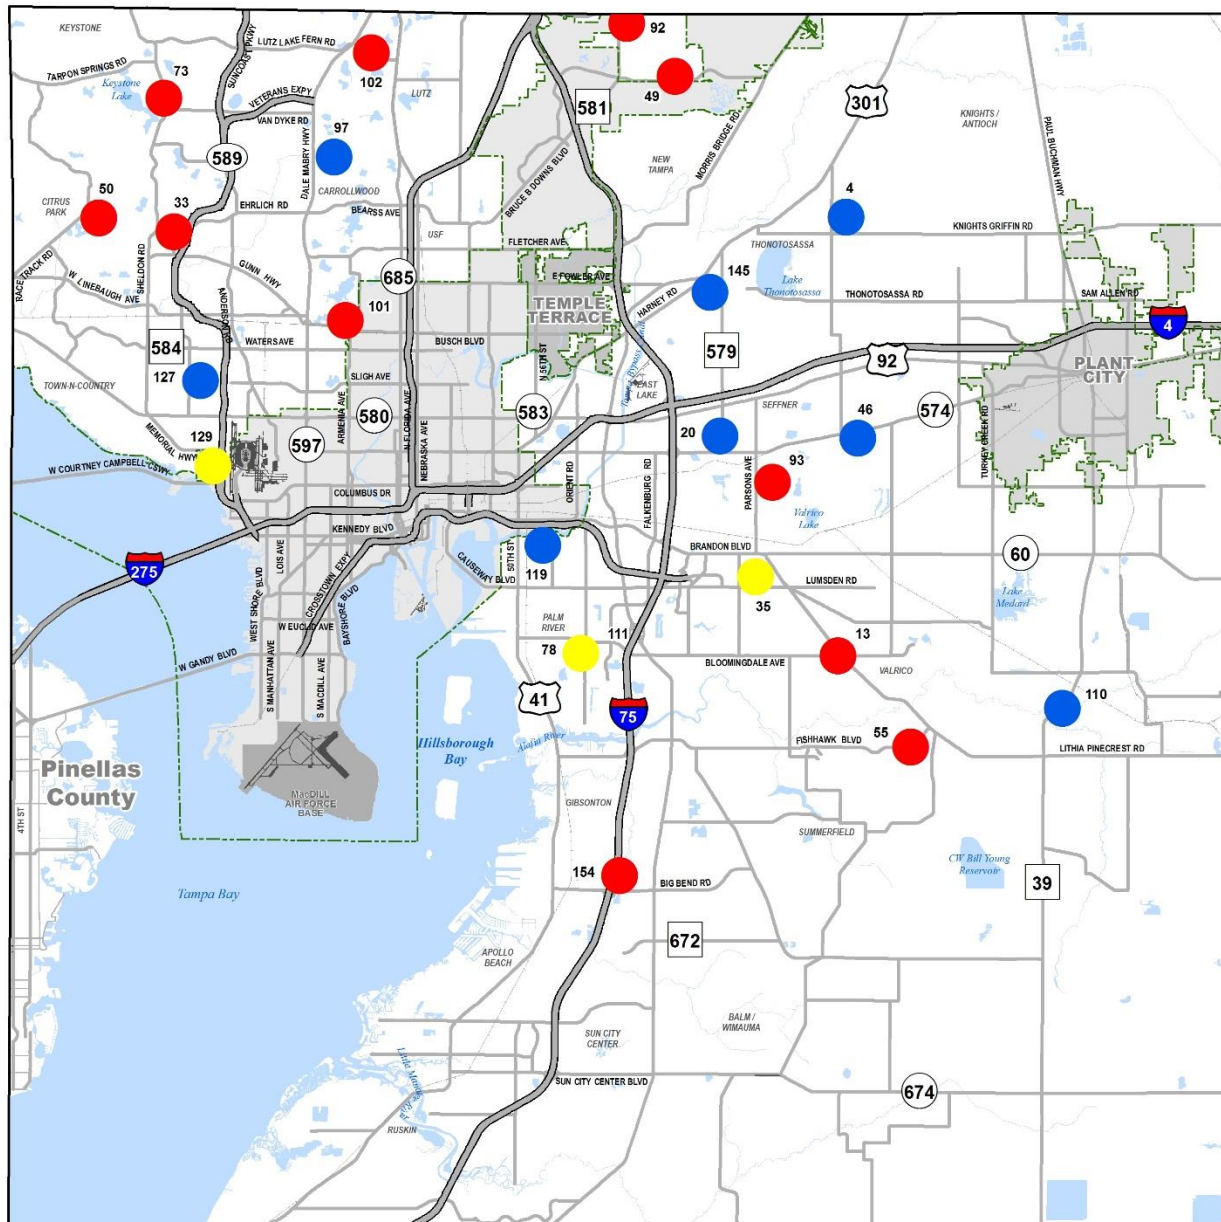 KEYSTONE
LUTZ LAKE FERN RD
SUNCOAST PKWY
92
TARPON SPRINGS RD
73
102
Keystone
Lake
VETERANS EXPY
LUTZ
49
581
301
VAN DYKE RD
97
DALE MABRY HWY
589
KNIGHTS /
ANTIOCH
PAUL BUCHMAN HWY
MORRIS BRIDGE RD
NEW
TAMPA
BRUCE B DOWNS BLVD
50
33
CARROLLWOOD
4
CITRUS
PARK
EHRLICH RD
BEARSS AVE
USF
KNIGHTS GRIFFIN RD
FLETCHER AVE
THONOTOSASSA
RACE TRACK RD
SHELDON RD
GUNN HWY
685
E FOWLER AVE
145
Lake
Thonotosassa
W LINEBAUGH AVE
ANDERSON RD
HARNEY RD
THONOTOSASSA RD
SAM ALLEN RD
101
TEMPLE
TERRACE
4
584
WATERS AVE
BUSCH BLVD
579
92
127
SLIGH AVE
N 56TH ST
PLANT
CITY
TOWN-N-COUNTRY
EAST
LAKE
SEFFNER
580
583
574
129
597
ARMENIA AVE
N FLORIDA AVE
NEBRASKA AVE
20
46
TURKEY CREEK RD
MEMORIAL HWY
93
W COURTNEY CAMPBELL CSWY
ORIENT RD
FALKENBURG RD
PARSONS AVE
COLUMBUS DR
Valrico
Lake
KENNEDY BLVD
BRANDON BLVD
60
275
LOIS AVE
CROSSTOWN EXPY
CAUSEWAY BLVD
50TH ST
119
LUMSDEN RD
WEST SHORE BLVD
BAYSHORE BLVD
35
Lake
Medard
W EUCLID AVE
PALM
RIVER
111
13
78
W GANDY BLVD
S MANHATTAN AVE
S MACDILL AVE
BLOOMINGDALE AVE
VALRICO
41
75
110
Hillsborough
Bay
Alafia River
55
FISHHAWK BLVD
LITHIA PINECREST RD
Pinellas
County
MacDILL
AIR FORCE
BASE
4TH ST
GIBSONTON
SUMMERFIELD
CW Bill Young
Reservoir
154
BIG BEND RD
39
Tampa Bay
672
APOLLO
BEACH
BALM /
WIMAUMA
SUN CITY
CENTER
SUN CITY CENTER BLVD
674
RUSKIN